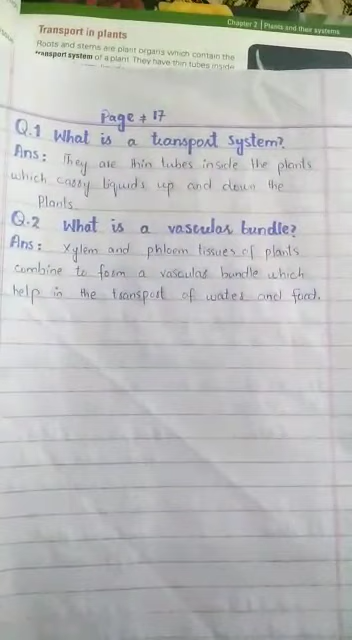 Chapter 2 | Plants and their systems
Transport in plants
Roots and stems are plant organs which contain the
transport system of a plant. They have thin tubes inside
Page # 17
Q.1 What is a transport system?
Ans: They are thin tubes inside the plants
which carry liquids up and down the
Plants.
Q.2 What is a vascular bundle?
Ans: Xylem and phloem tissues of plants
combine to form a vascular bundle which
help in the transport of water and food.